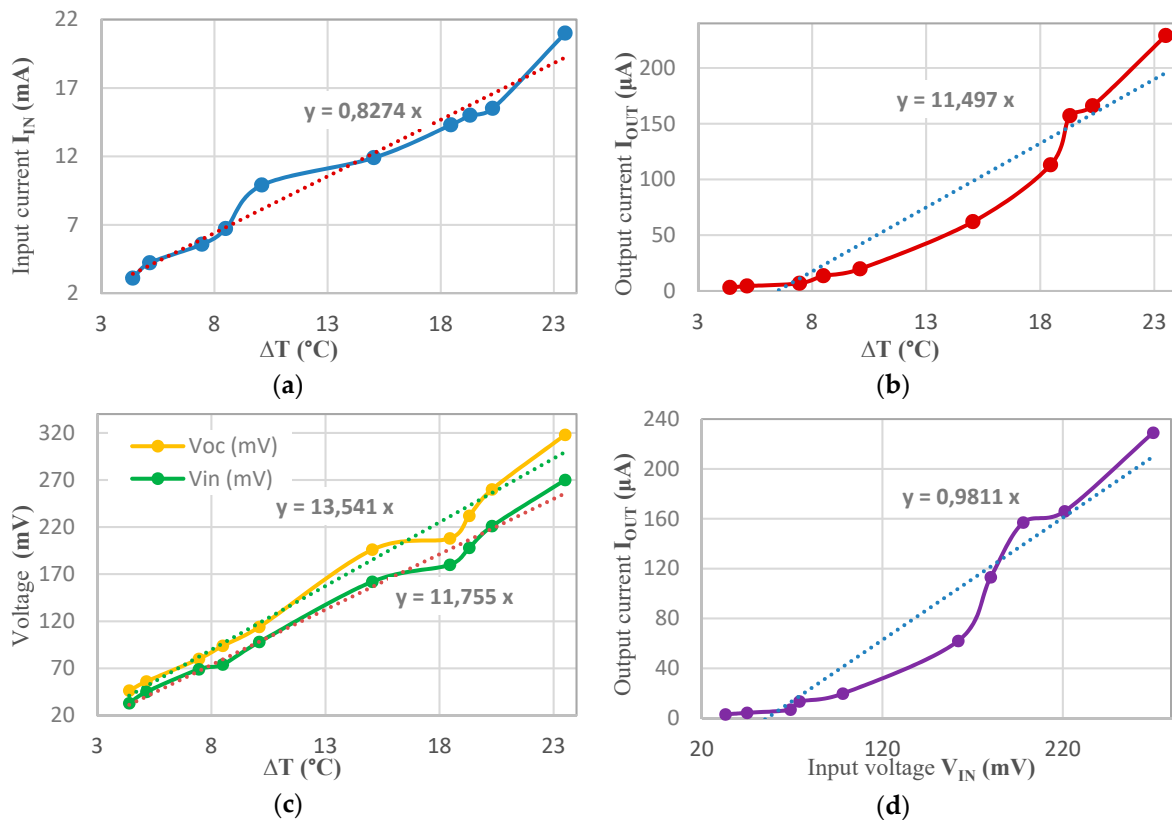 22
17
12
7
2
Input current I_IN (mA)
y = 0,8274 x
3 8 13 18 23
ΔT (°C)
(a)
200
150
100
50
0
Output current I_OUT (µA)
y = 11,497 x
3 8 13 18 23
ΔT (°C)
(b)
320
270
220
170
120
70
20
Voltage (mV)
Voc (mV)
Vin (mV)
y = 13,541 x
y = 11,755 x
3 8 13 18 23
ΔT (°C)
(c)
240
200
160
120
80
40
0
Output current I_OUT (µA)
y = 0,9811 x
20 120 220
Input voltage V_IN (mV)
(d)